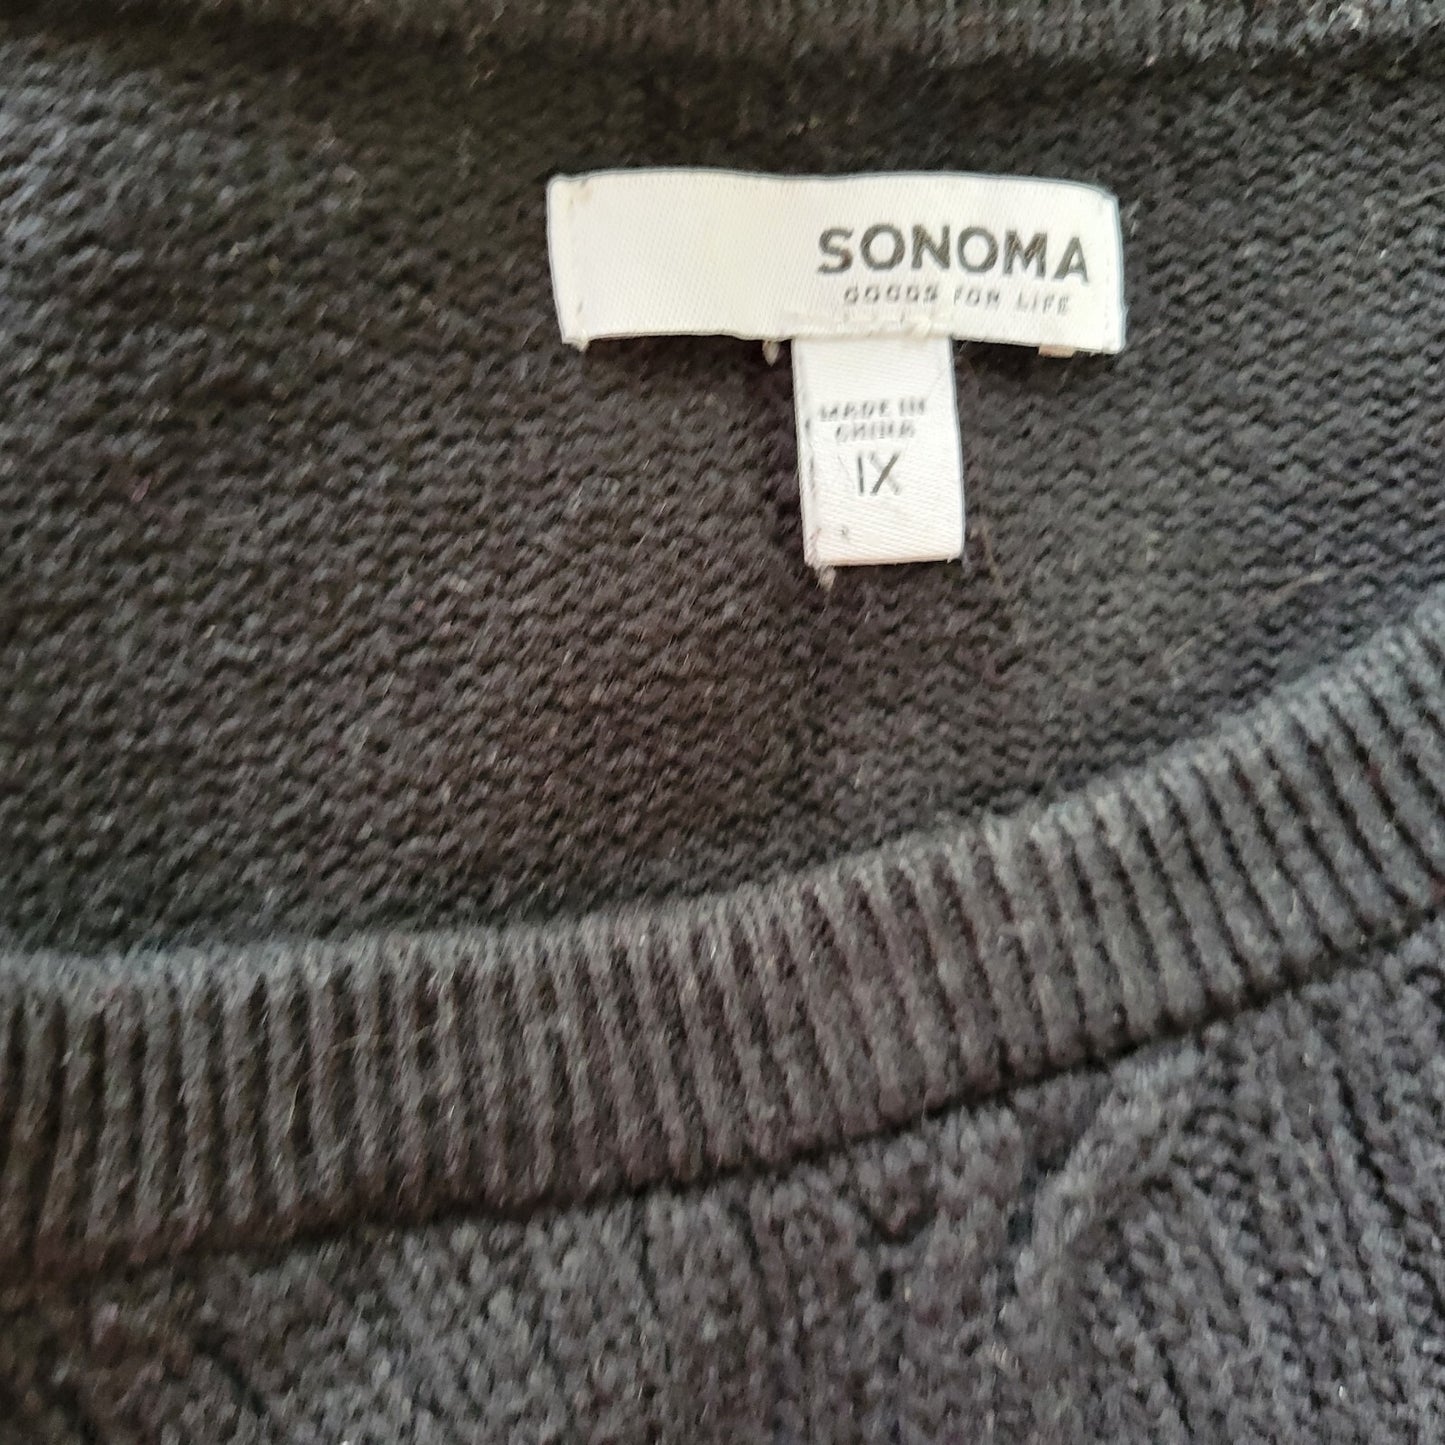 SONOMA
GOODS FOR LIFE
MADE IN
CHINA
1X